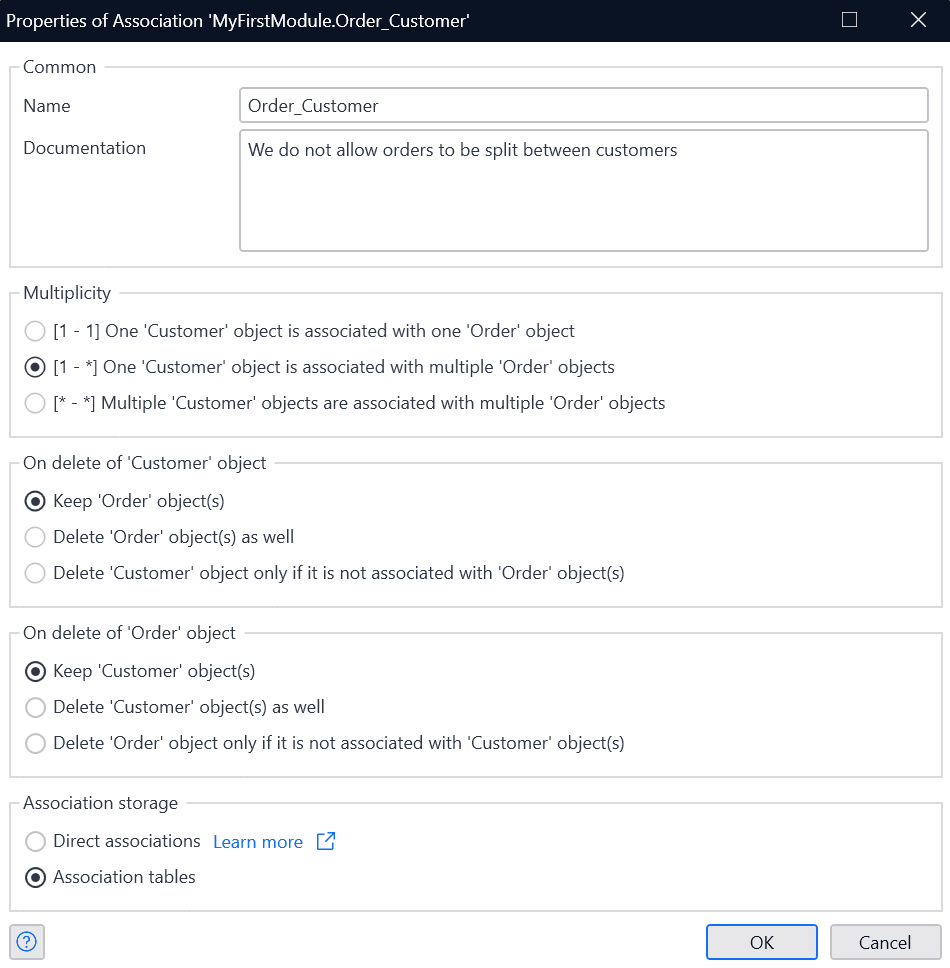 Properties of Association 'MyFirstModule.Order_Customer'
Common
Name
Order_Customer
Documentation
We do not allow orders to be split between customers
Multiplicity
[1 - 1] One 'Customer' object is associated with one 'Order' object
[1 - *] One 'Customer' object is associated with multiple 'Order' objects
[* - *] Multiple 'Customer' objects are associated with multiple 'Order' objects
On delete of 'Customer' object
Keep 'Order' object(s)
Delete 'Order' object(s) as well
Delete 'Customer' object only if it is not associated with 'Order' object(s)
On delete of 'Order' object
Keep 'Customer' object(s)
Delete 'Customer' object(s) as well
Delete 'Order' object only if it is not associated with 'Customer' object(s)
Association storage
Direct associations Learn more
Association tables
?
OK
Cancel